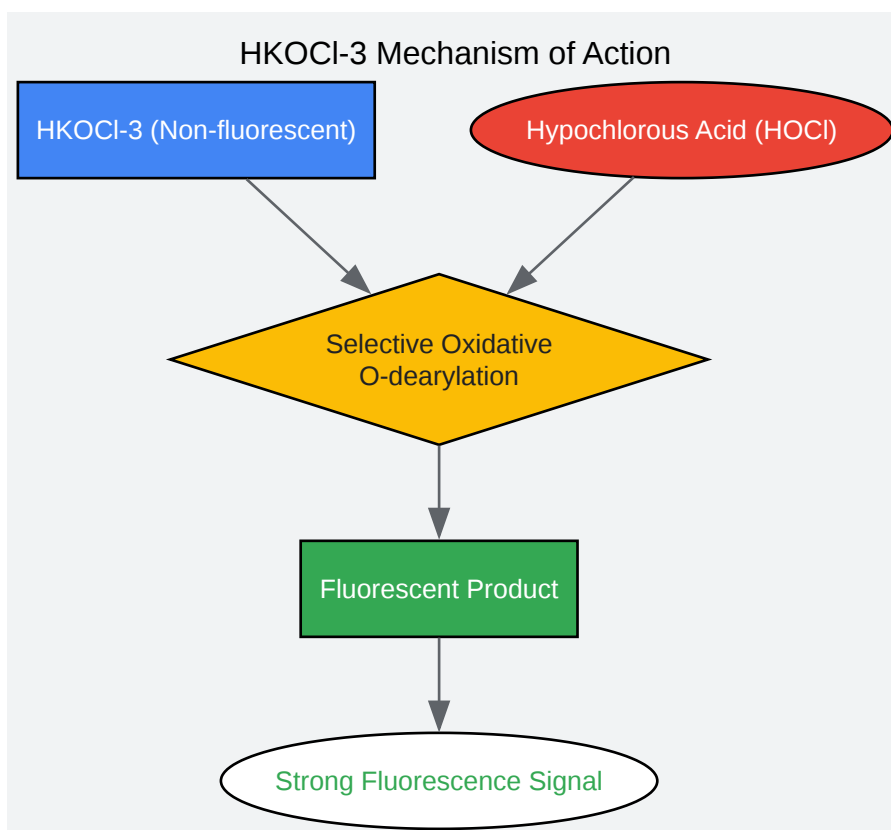 HKOCl-3 Mechanism of Action
HKOCl-3 (Non-fluorescent)
Hypochlorous Acid (HOCl)
Selective Oxidative
O-dearylation
Fluorescent Product
Strong Fluorescence Signal